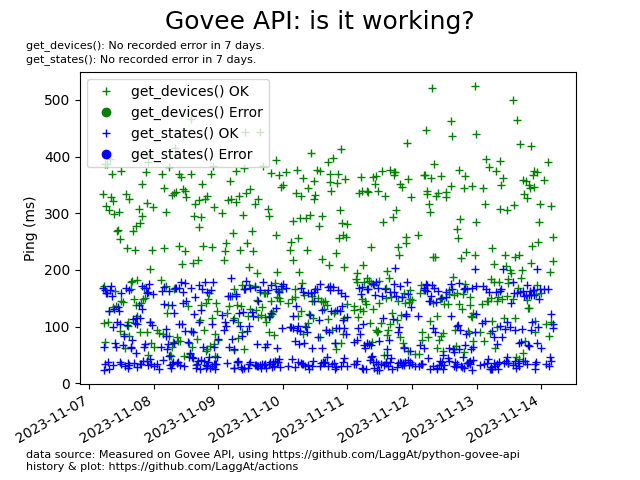 Govee API: is it working?
get_devices(): No recorded error in 7 days.
get_states(): No recorded error in 7 days.
get_devices() OK
get_devices() Error
get_states() OK
get_states() Error
Ping (ms)
500
400
300
200
100
0
2023-11-07
2023-11-08
2023-11-09
2023-11-10
2023-11-11
2023-11-12
2023-11-13
2023-11-14
data source: Measured on Govee API, using https://github.com/LaggAt/python-govee-api
history & plot: https://github.com/LaggAt/actions